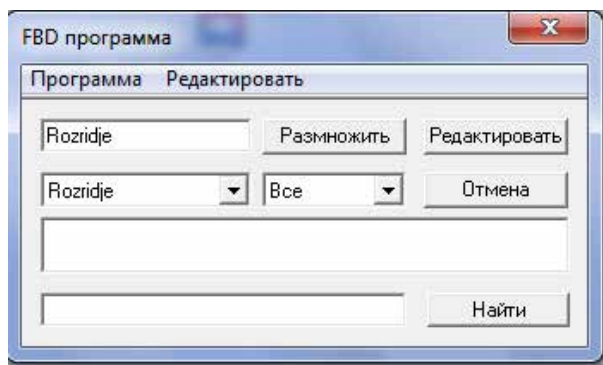 FBD программа
Программа Редактировать
Rozridje Размножить Редактировать
Rozridje Все Отмена
Найти